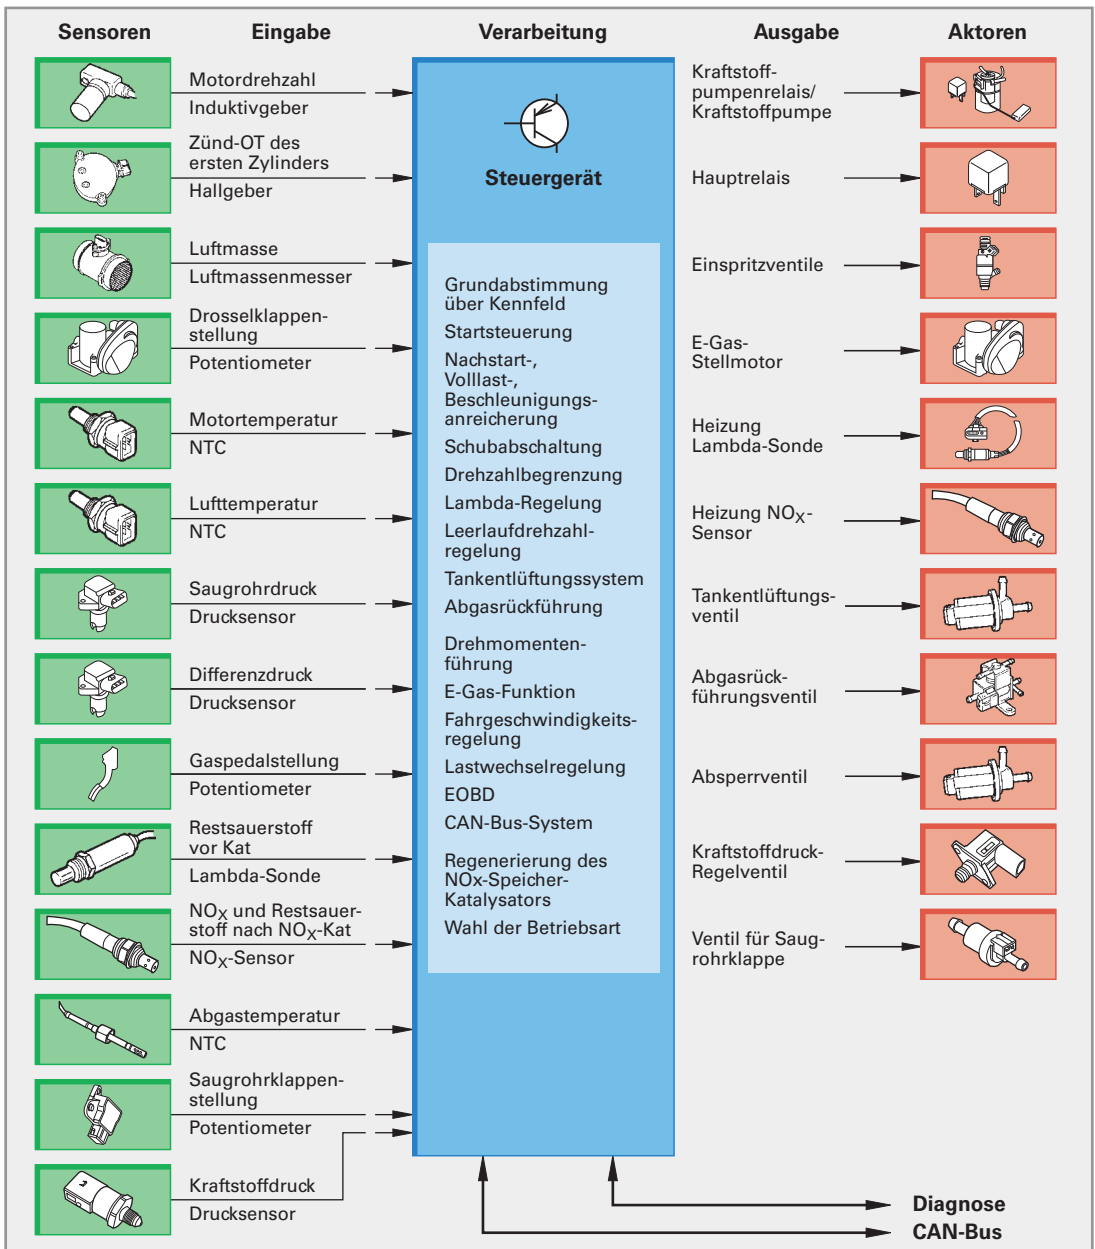 Sensoren
Eingabe
Verarbeitung
Ausgabe
Aktoren
Motordrehzahl
Induktivgeber
Zünd-OT des
ersten Zylinders
Hallgeber
Luftmasse
Luftmassenmesser
Drosselklappen-
stellung
Potentiometer
Motortemperatur
NTC
Lufttemperatur
NTC
Saugrohrdruck
Drucksensor
Differenzdruck
Drucksensor
Gaspedalstellung
Potentiometer
Restsauerstoff
vor Kat
Lambda-Sonde
NOX und Restsauer-
stoff nach NOX-Kat
NOX-Sensor
Abgastemperatur
NTC
Saugrohrklappen-
stellung
Potentiometer
Kraftstoffdruck
Drucksensor
Steuergerät
Grundabstimmung
über Kennfeld
Startsteuerung
Nachstart-,
Volllast-,
Beschleunigungs-
anreicherung
Schubabschaltung
Drehzahlbegrenzung
Lambda-Regelung
Leerlaufdrehzahl-
regelung
Tankentlüftungssystem
Abgasrückführung
Drehmomenten-
führung
E-Gas-Funktion
Fahrgeschwindigkeits-
regelung
Lastwechselregelung
EOBD
CAN-Bus-System
Regenerierung des
NOx-Speicher-
Katalysators
Wahl der Betriebsart
Kraftstoff-
pumpenrelais/
Kraftstoffpumpe
Hauptrelais
Einspritzventile
E-Gas-
Stellmotor
Heizung
Lambda-Sonde
Heizung NOX-
Sensor
Tankentlüftungs-
ventil
Abgasrück-
führungsventil
Absperrventil
Kraftstoffdruck-
Regelventil
Ventil für Saug-
rohrklappe
Diagnose
CAN-Bus